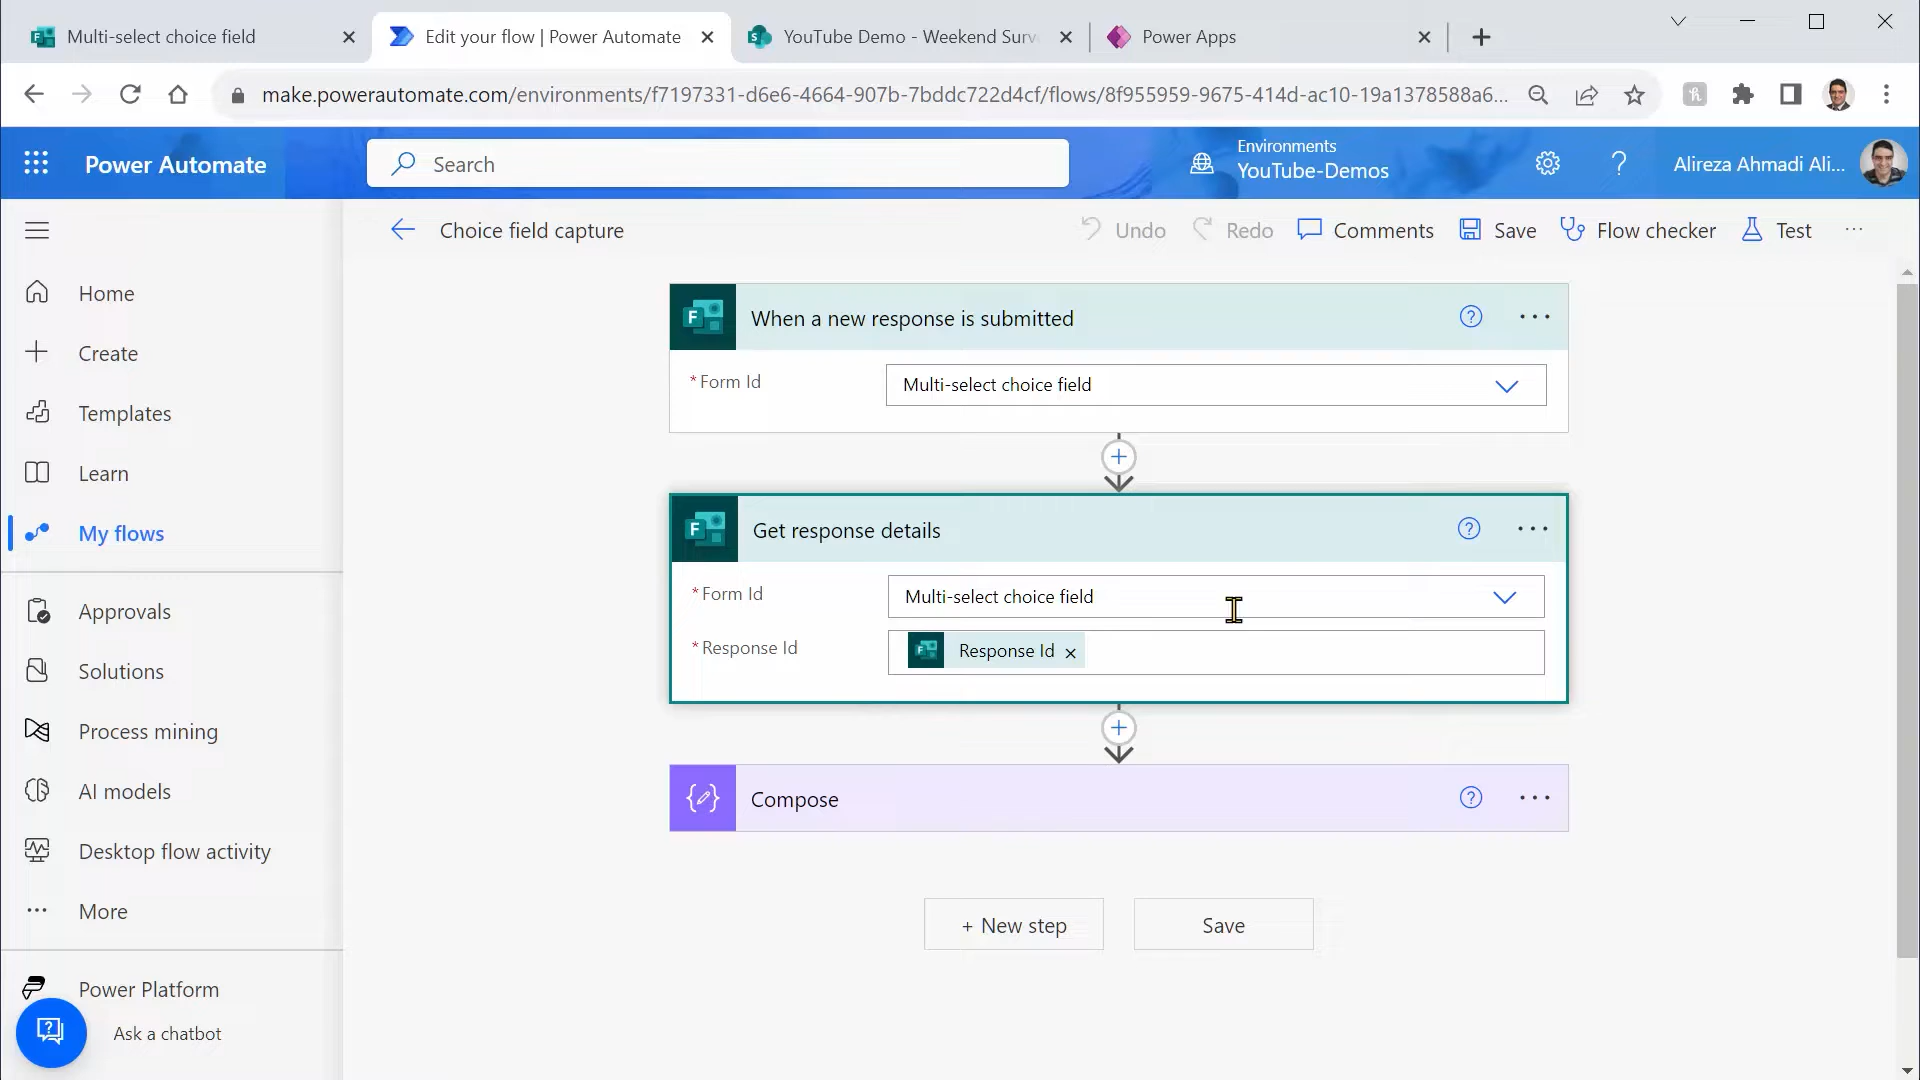 Multi-select choice field
Edit your flow | Power Automate
YouTube Demo - Weekend Surv
Power Apps
make.powerautomate.com/environments/f7197331-d6e6-4664-907b-7bddc722d4cf/flows/8f955959-9675-414d-ac10-19a1378588a6...
Power Automate
Search
Environments
YouTube-Demos
Alireza Ahmadi Ali...
Choice field capture
Undo
Redo
Comments
Save
Flow checker
Test
Home
Create
Templates
Learn
My flows
Approvals
Solutions
Process mining
AI models
Desktop flow activity
More
Power Platform
Ask a chatbot
F
When a new response is submitted
* Form Id
Multi-select choice field
F
Get response details
* Form Id
Multi-select choice field
* Response Id
Response Id
Compose
+ New step
Save